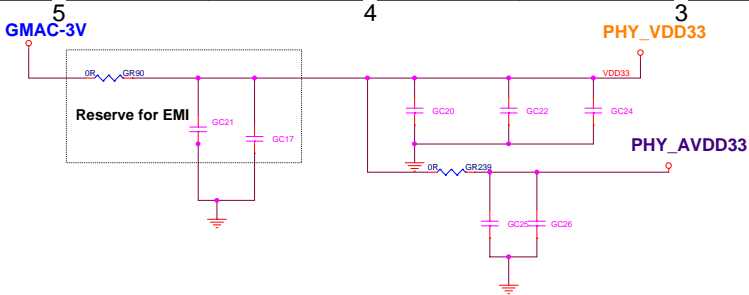 5
4
3
GMAC-3V
PHY_VDD33
0R
GR90
VDD33
Reserve for EMI
GC21
GC17
GC20
GC22
GC24
PHY_AVDD33
0R
GR239
GC25
GC26